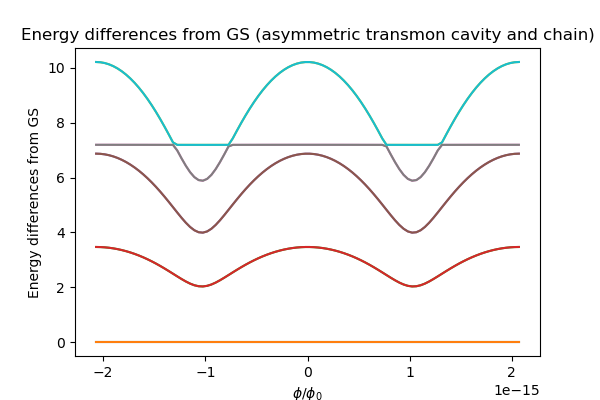 Energy differences from GS (asymmetric transmon cavity and chain)
Energy differences from GS
10
8
6
4
2
0
−2
−1
0
1
2
1e−15
ϕ/ϕ₀